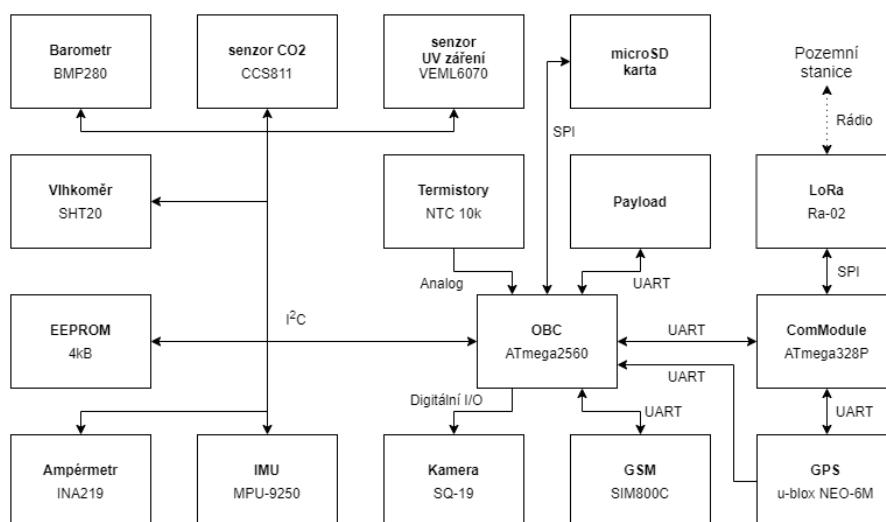 Barometr
BMP280
senzor CO2
CCS811
senzor
UV záření
VEML6070
microSD
karta
Pozemní
stanice
SPI
Rádio
Vlhkoměr
SHT20
Termistory
NTC 10k
Payload
LoRa
Ra-02
Analog
UART
SPI
EEPROM
4kB
I²C
OBC
ATmega2560
UART
ComModule
ATmega328P
UART
Digitální I/O
UART
UART
Ampérmetr
INA219
IMU
MPU-9250
Kamera
SQ-19
GSM
SIM800C
GPS
u-blox NEO-6M